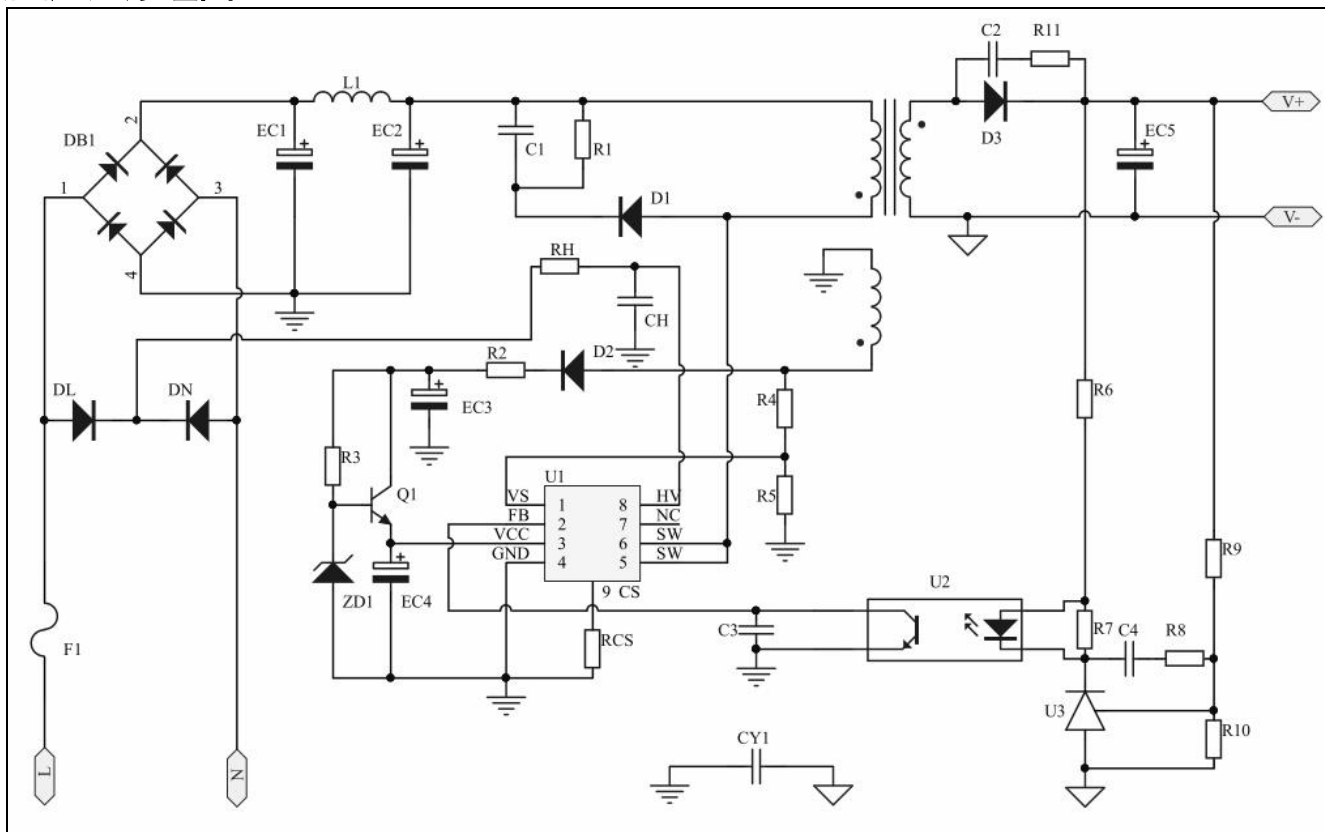 C2
R11
L1
2
V+
EC1
EC2
DB1
C1
R1
D3
EC5
1
3
D1
V-
4
RH
CH
R2
D2
DL
DN
EC3
R4
R6
R3
U1
Q1
VS
1
8
HV
R5
FB
2
7
NC
VCC
3
6
SW
GND
4
5
SW
R9
U2
ZD1
EC4
9
CS
C3
R7
C4
R8
F1
RCS
U3
R10
CY1
L
N